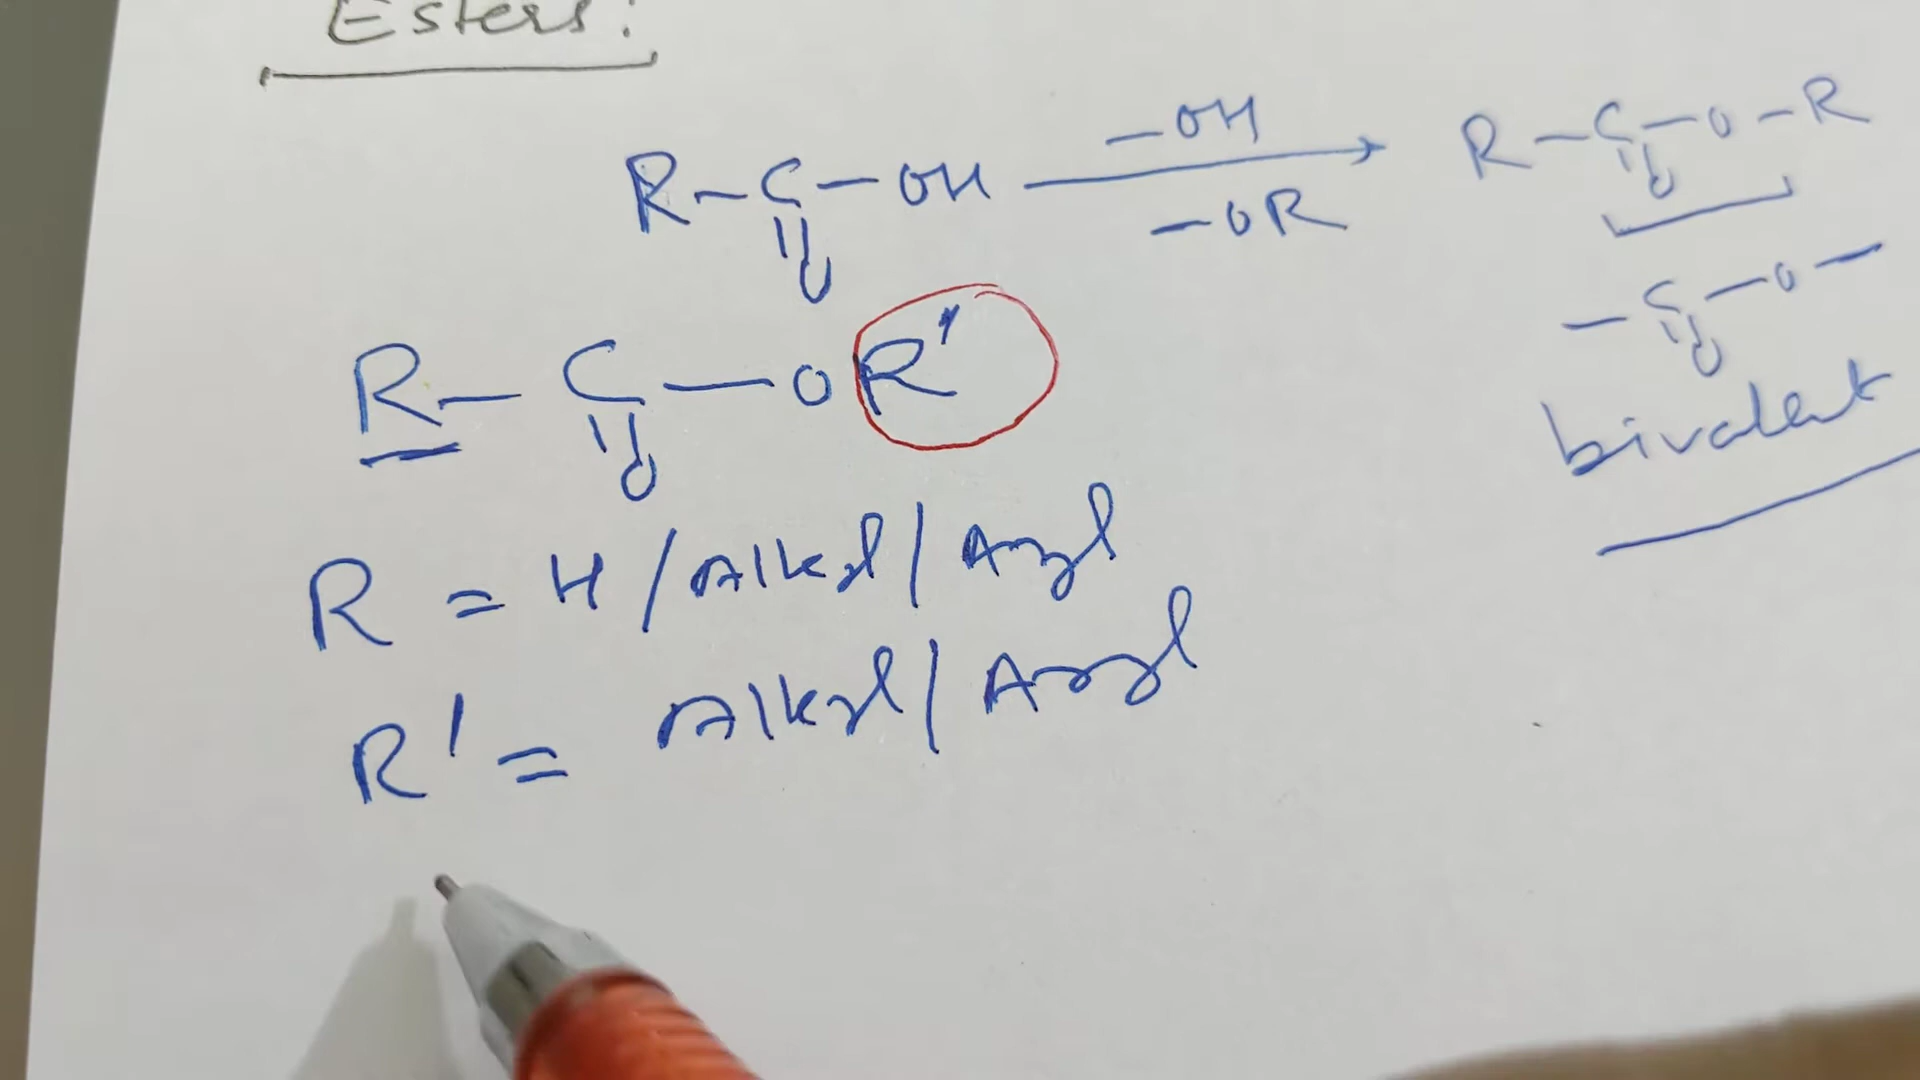 Esters:
R-C-OH —OH R-C-O-R
|| —OR ||
O O
R-C-OR' -C-O-
|| ||
O O
bivalent
R = H/Alkyl/Aryl
R' = Alkyl/Aryl